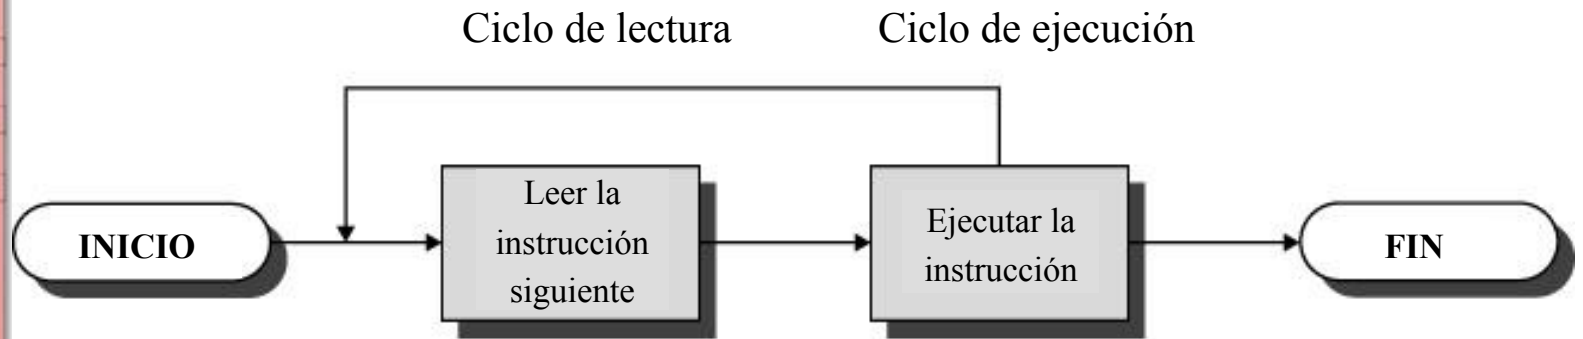 Ciclo de lectura
Ciclo de ejecución
INICIO
Leer la
instrucción
siguiente
Ejecutar la
instrucción
FIN